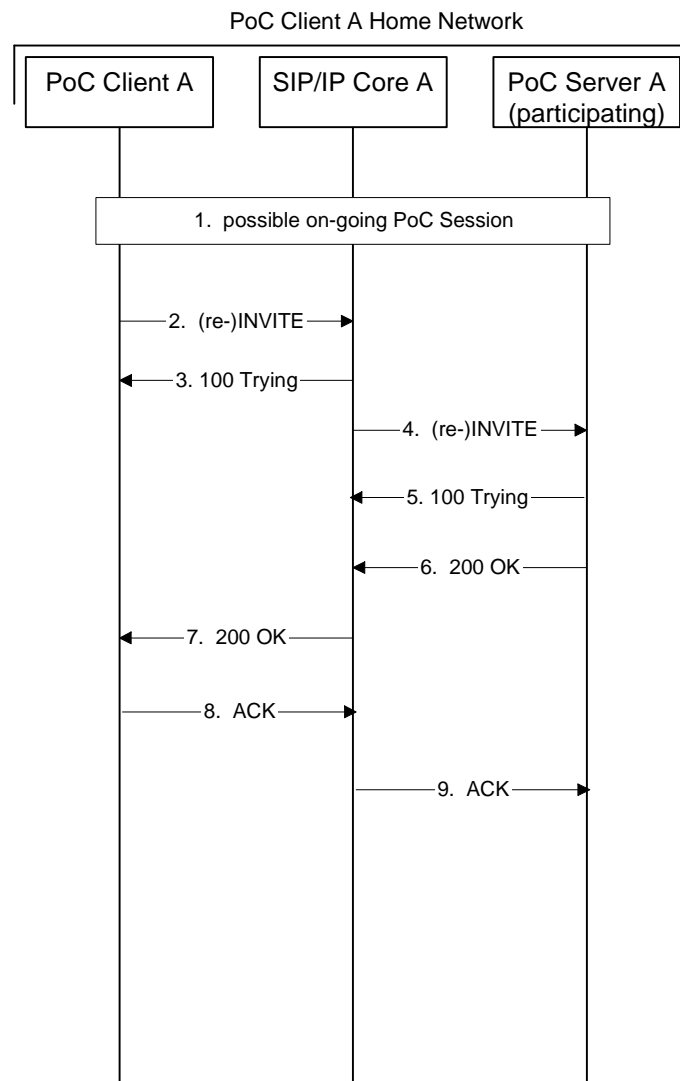 PoC Client A Home Network
PoC Client A
SIP/IP Core A
PoC Server A
(participating)
1. possible on-going PoC Session
2. (re-)INVITE
3. 100 Trying
4. (re-)INVITE
5. 100 Trying
6. 200 OK
7. 200 OK
8. ACK
9. ACK